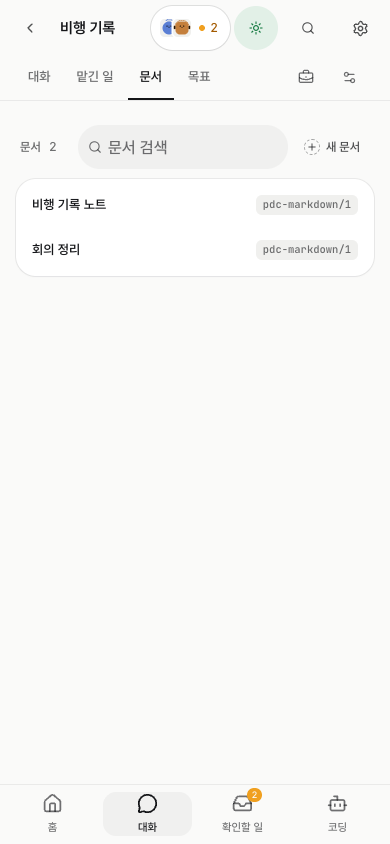 비행 기록
2
대화 맡긴 일 문서 목표
문서 2
문서 검색
새 문서
비행 기록 노트 pdc-markdown/1
회의 정리 pdc-markdown/1
2
홈 대화 확인할 일 코딩